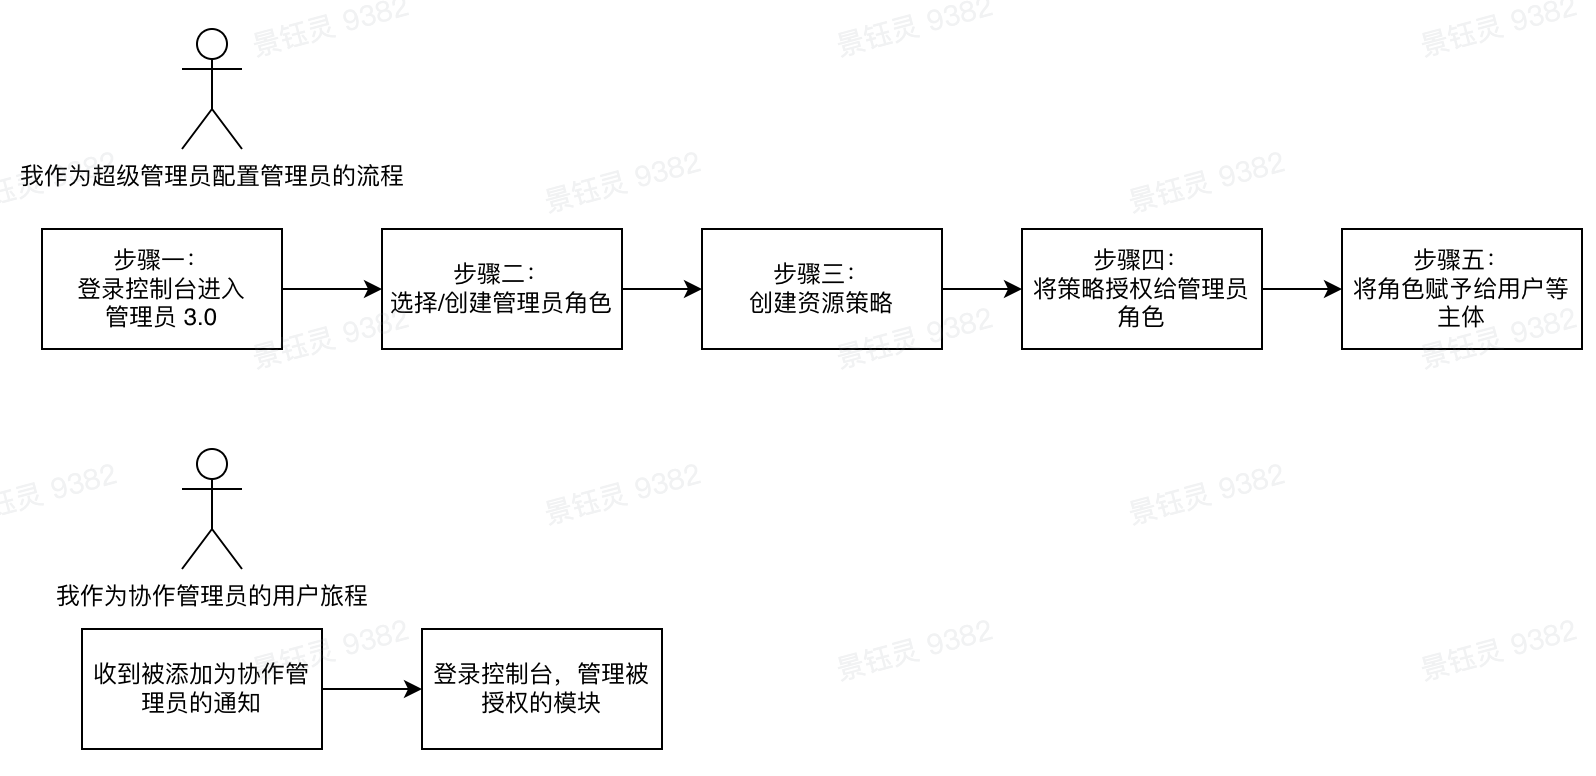 景钰灵 9382
景钰灵 9382
景钰灵 9382
我作为超级管理员配置管理员的流程
钰灵 9382
景钰灵 9382
景钰灵 9382
步骤一：
登录控制台进入
管理员 3.0
步骤二：
选择/创建管理员角色
步骤三：
创建资源策略
步骤四：
将策略授权给管理员
角色
步骤五：
将角色赋予给用户等
主体
景钰灵 9382
景钰灵 9382
景钰灵 9382
钰灵 9382
景钰灵 9382
景钰灵 9382
我作为协作管理员的用户旅程
收到被添加为协作管
理员的通知
登录控制台，管理被
授权的模块
景钰灵 9382
景钰灵 9382
景钰灵 9382